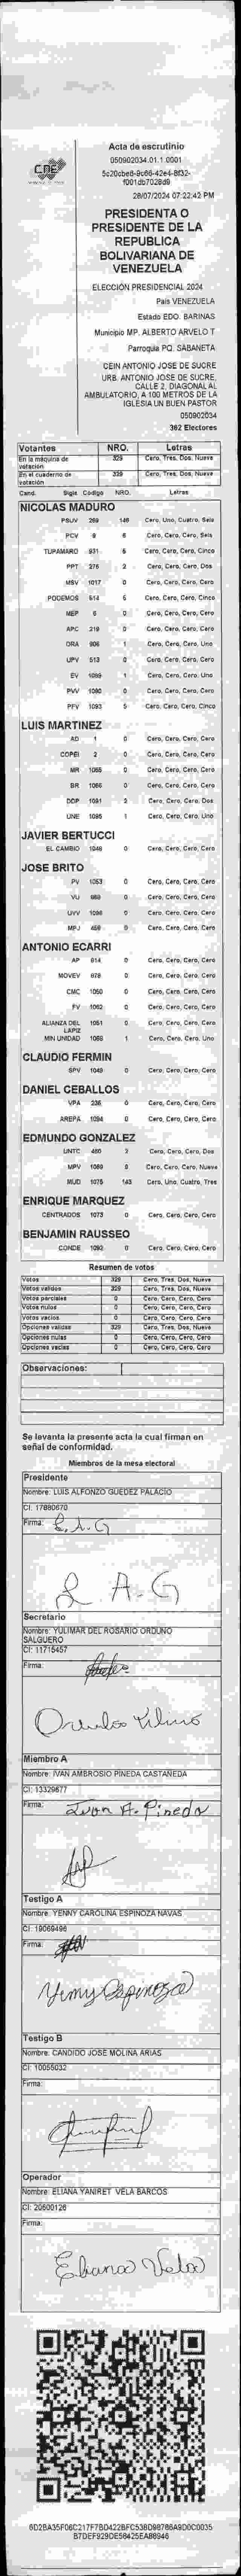 CNE
Acta de escrutinio
050902034.01.1.0001
5c20cbe8-9c66-42e4-8f32-
f001db7028d9
28/07/2024 07:22:42 PM
PRESIDENTA O
PRESIDENTE DE LA
REPUBLICA
BOLIVARIANA DE
VENEZUELA
ELECCIÓN PRESIDENCIAL 2024
País VENEZUELA
Estado EDO. BARINAS
Municipio MP. ALBERTO ARVELO T
Parroquia PQ. SABANETA
CEIN ANTONIO JOSE DE SUCRE
URB. ANTONIO JOSE DE SUCRE.
CALLE 2. DIAGONAL AL
AMBULATORIO, A 100 METROS DE LA
IGLESIA UN BUEN PASTOR
050902034
362 Electores
Votantes NRO. Letras
En la máquina de votación 329 Cero, Tres, Dos, Nueve
En el cuaderno de votación 329 Cero, Tres, Dos, Nueve
Cand. Sigla Código NRO. Letras
NICOLAS MADURO
PSUV 269 146 Cero, Uno, Cuatro, Seis
PCV 9 6 Cero, Cero, Cero, Seis
TUPAMARO 931 5 Cero, Cero, Cero, Cinco
PPT 276 2 Cero, Cero, Cero, Dos
MSV 1017 0 Cero, Cero, Cero, Cero
PODEMOS 514 5 Cero, Cero, Cero, Cinco
MEP 6 0 Cero, Cero, Cero, Cero
APC 219 0 Cero, Cero, Cero, Cero
ORA 906 1 Cero, Cero, Cero, Uno
UPV 513 0 Cero, Cero, Cero, Cero
EV 1089 1 Cero, Cero, Cero, Uno
PVV 1090 0 Cero, Cero, Cero, Cero
PFV 1093 5 Cero, Cero, Cero, Cinco
LUIS MARTINEZ
AD 1 0 Cero, Cero, Cero, Cero
COPEI 2 0 Cero, Cero, Cero, Cero
MR 1065 0 Cero, Cero, Cero, Cero
BR 1066 0 Cero, Cero, Cero, Cero
DDP 1091 2 Cero, Cero, Cero, Dos
UNE 1095 1 Cero, Cero, Cero, Uno
JAVIER BERTUCCI
EL CAMBIO 1048 0 Cero, Cero, Cero, Cero
JOSE BRITO
PV 1053 0 Cero, Cero, Cero, Cero
VU 969 0 Cero, Cero, Cero, Cero
UVV 1098 0 Cero, Cero, Cero, Cero
MPJ 458 0 Cero, Cero, Cero, Cero
ANTONIO ECARRI
AP 914 0 Cero, Cero, Cero, Cero
MOVEV 978 0 Cero, Cero, Cero, Cero
CMC 1050 0 Cero, Cero, Cero, Cero
FV 1062 0 Cero, Cero, Cero, Cero
ALIANZA DEL LAPIZ 1051 0 Cero, Cero, Cero, Cero
MIN UNIDAD 1088 1 Cero, Cero, Cero, Uno
CLAUDIO FERMIN
SPV 1049 0 Cero, Cero, Cero, Cero
DANIEL CEBALLOS
VPA 236 0 Cero, Cero, Cero, Cero
AREPA 1094 0 Cero, Cero, Cero, Cero
EDMUNDO GONZALEZ
UNTC 480 2 Cero, Cero, Cero, Dos
MPV 1069 9 Cero, Cero, Cero, Nueve
MUD 1075 143 Cero, Uno, Cuatro, Tres
ENRIQUE MARQUEZ
CENTRADOS 1073 0 Cero, Cero, Cero, Cero
BENJAMIN RAUSSEO
CONDE 1092 0 Cero, Cero, Cero, Cero
Resumen de votos
Votos 329 Cero, Tres, Dos, Nueve
Votos validos 329 Cero, Tres, Dos, Nueve
Votos parciales 0 Cero, Cero, Cero, Cero
Votos nulos 0 Cero, Cero, Cero, Cero
Votos vacios 0 Cero, Cero, Cero, Cero
Opciones validas 329 Cero, Tres, Dos, Nueve
Opciones nulas 0 Cero, Cero, Cero, Cero
Opciones vacias 0 Cero, Cero, Cero, Cero
Observaciones:
Se levanta la presente acta la cual firman en
señal de conformidad.
Miembros de la mesa electoral
Presidente
Nombre: LUIS ALFONZO GUEDEZ PALACIO
CI: 17880670
Firma: L.A.G
L A.G
Secretario
Nombre: YULIMAR DEL ROSARIO ORDUNO
SALGUERO
CI: 11715457
Firma:
Miembro A
Nombre: IVAN AMBROSIO PINEDA CASTAÑEDA
CI: 13329877
Firma: Ivan A. Pineda
Testigo A
Nombre: YENNY CAROLINA ESPINOZA NAVAS
CI: 19069496
Firma:
Yenny Espinoza
Testigo B
Nombre: CANDIDO JOSE MOLINA ARIAS
CI: 10055032
Firma:
Operador
Nombre: ELIANA YANIRET VELA BARCOS
CI: 20600126
Firma:
Eliana Vela
6D2BA35F06C217F7BD422BFC538D98786A9D0C0035
B7DEF929DE56425EA88946